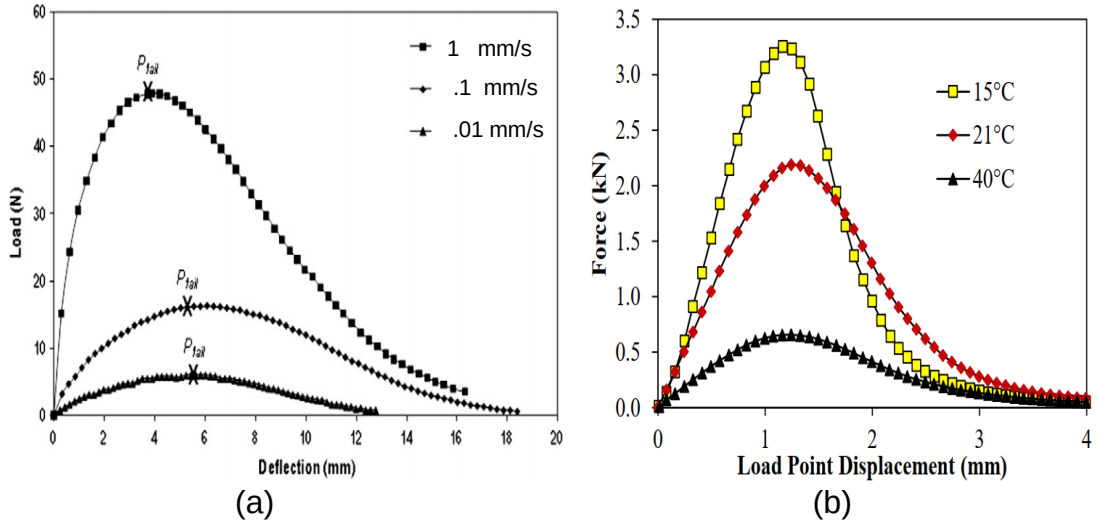 60
50
40
30
20
10
0
0 2 4 6 8 10 12 14 16 18 20
Load (N)
Deflection (mm)
P_fail
P_fail
P_fail
1 mm/s
.1 mm/s
.01 mm/s
(a)
3.5
3.0
2.5
2.0
1.5
1.0
0.5
0.0
0 1 2 3 4
Force (kN)
Load Point Displacement (mm)
15°C
21°C
40°C
(b)